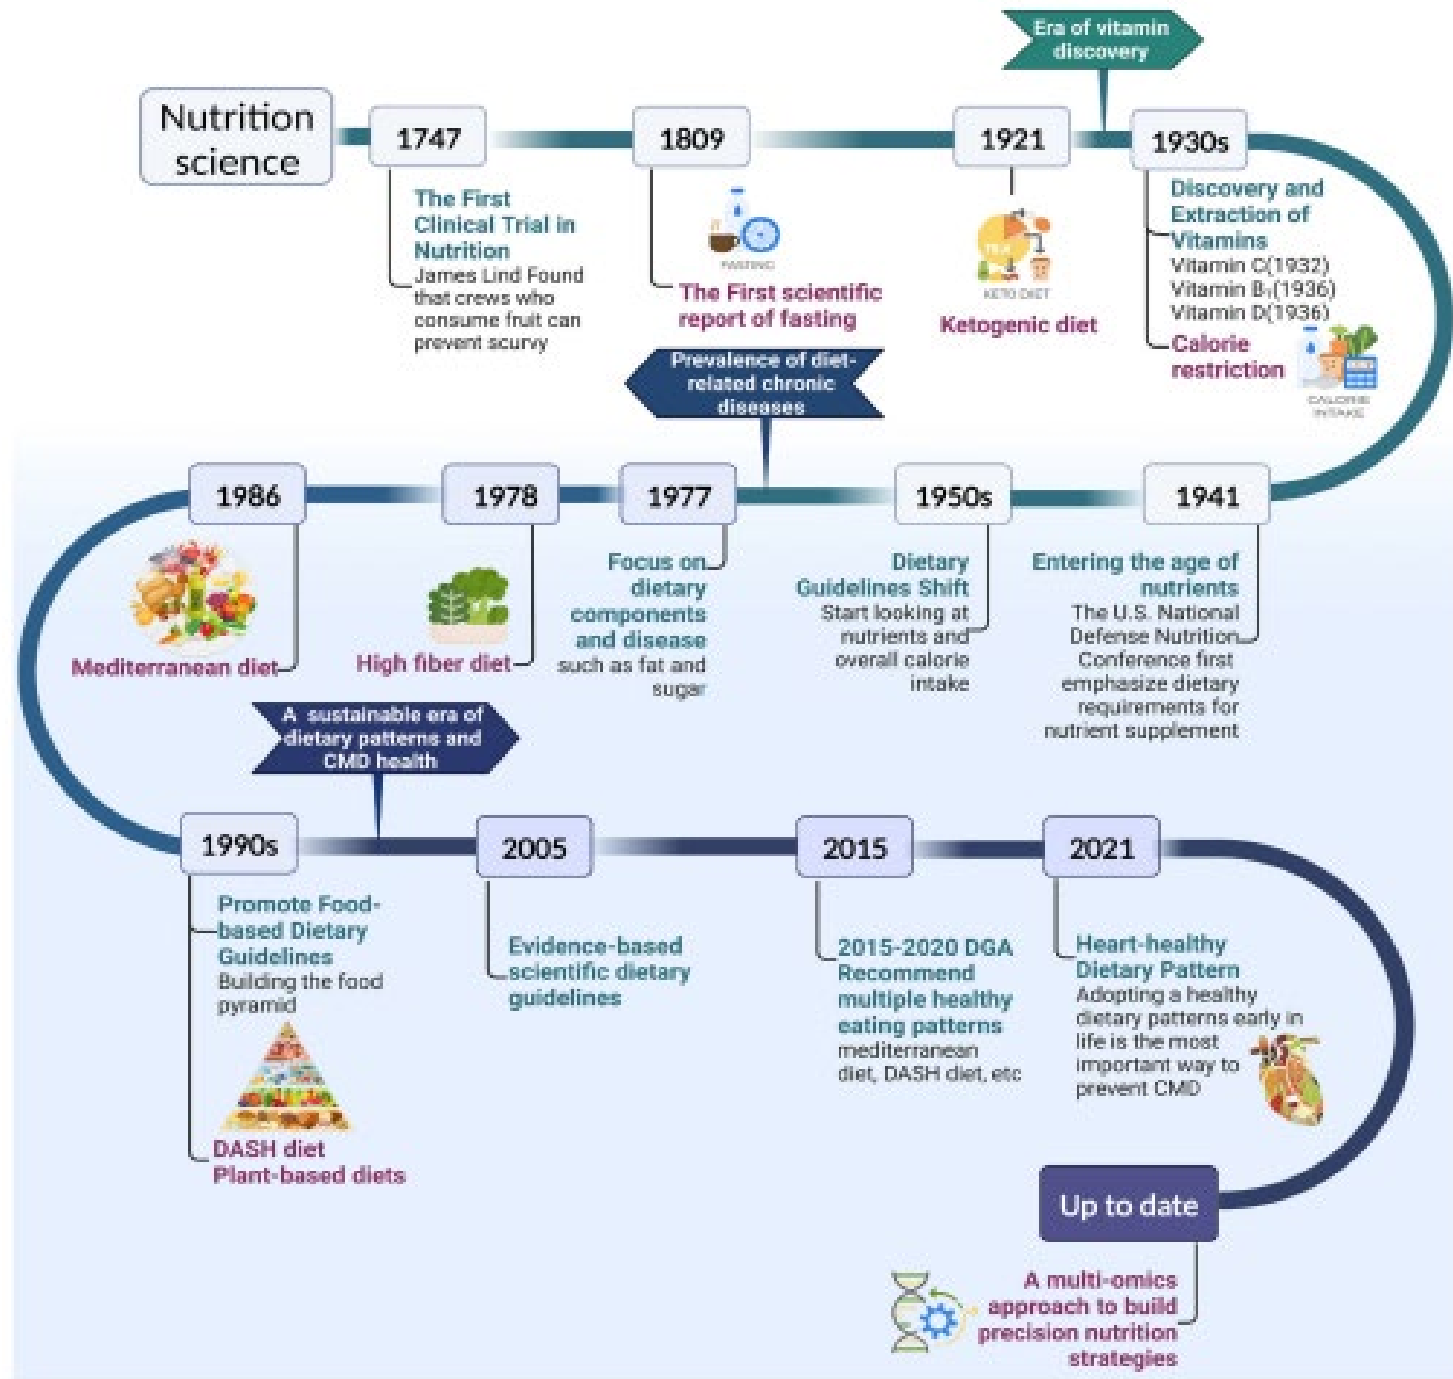 Era of vitamin
discovery
Nutrition
science
1747
1809
1921
1930s
The First
Clinical Trial in
Nutrition
James Lind Found
that crews who
consume fruit can
prevent scurvy
FASTING
The First scientific
report of fasting
KETO DIET
Ketogenic diet
Discovery and
Extraction of
Vitamins
Vitamin C(1932)
Vitamin B₁(1936)
Vitamin D(1936)
Calorie
restriction
CALORIE
INTAKE
Prevalence of diet-
related chronic
diseases
1986
1978
1977
1950s
1941
Mediterranean diet
High fiber diet
Focus on
dietary
components
and disease
such as fat and
sugar
Dietary
Guidelines Shift
Start looking at
nutrients and
overall calorie
intake
Entering the age of
nutrients
The U.S. National
Defense Nutrition
Conference first
emphasize dietary
requirements for
nutrient supplement
A sustainable era of
dietary patterns and
CMD health
1990s
2005
2015
2021
Promote Food-
based Dietary
Guidelines
Building the food
pyramid
DASH diet
Plant-based diets
Evidence-based
scientific dietary
guidelines
2015-2020 DGA
Recommend
multiple healthy
eating patterns
mediterranean
diet, DASH diet, etc
Heart-healthy
Dietary Pattern
Adopting a healthy
dietary patterns early in
life is the most
important way to
prevent CMD
Up to date
A multi-omics
approach to build
precision nutrition
strategies